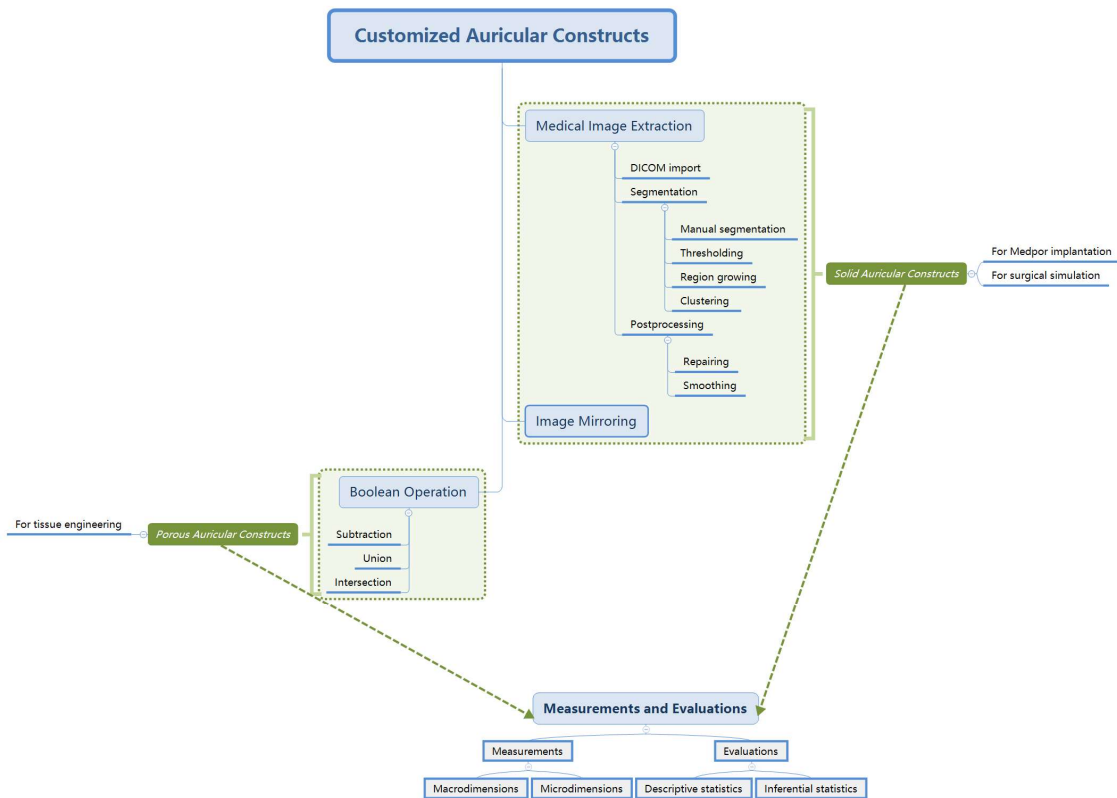 Customized Auricular Constructs
Medical Image Extraction
DICOM import
Segmentation
Manual segmentation
Thresholding
Region growing
Clustering
Postprocessing
Repairing
Smoothing
Image Mirroring
Solid Auricular Constructs
For Medpor implantation
For surgical simulation
Boolean Operation
Subtraction
Union
Intersection
Porous Auricular Constructs
For tissue engineering
Measurements and Evaluations
Measurements
Evaluations
Macrodimensions
Microdimensions
Descriptive statistics
Inferential statistics